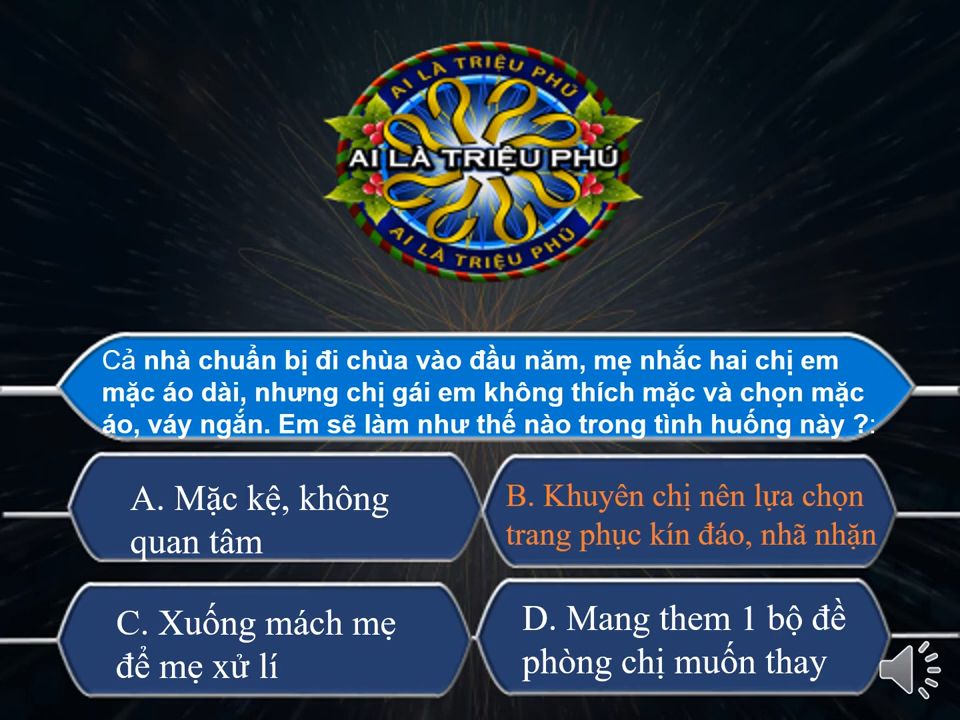 AI LÀ TRIỆU PHÚ
AI LÀ TRIỆU PHÚ
AI LÀ TRIỆU PHÚ
Cả nhà chuẩn bị đi chùa vào đầu năm, mẹ nhắc hai chị em
mặc áo dài, nhưng chị gái em không thích mặc và chọn mặc
áo, váy ngắn. Em sẽ làm như thế nào trong tình huống này ?:
A. Mặc kệ, không
quan tâm
B. Khuyên chị nên lựa chọn
trang phục kín đáo, nhã nhặn
C. Xuống mách mẹ
để mẹ xử lí
D. Mang them 1 bộ đề
phòng chị muốn thay